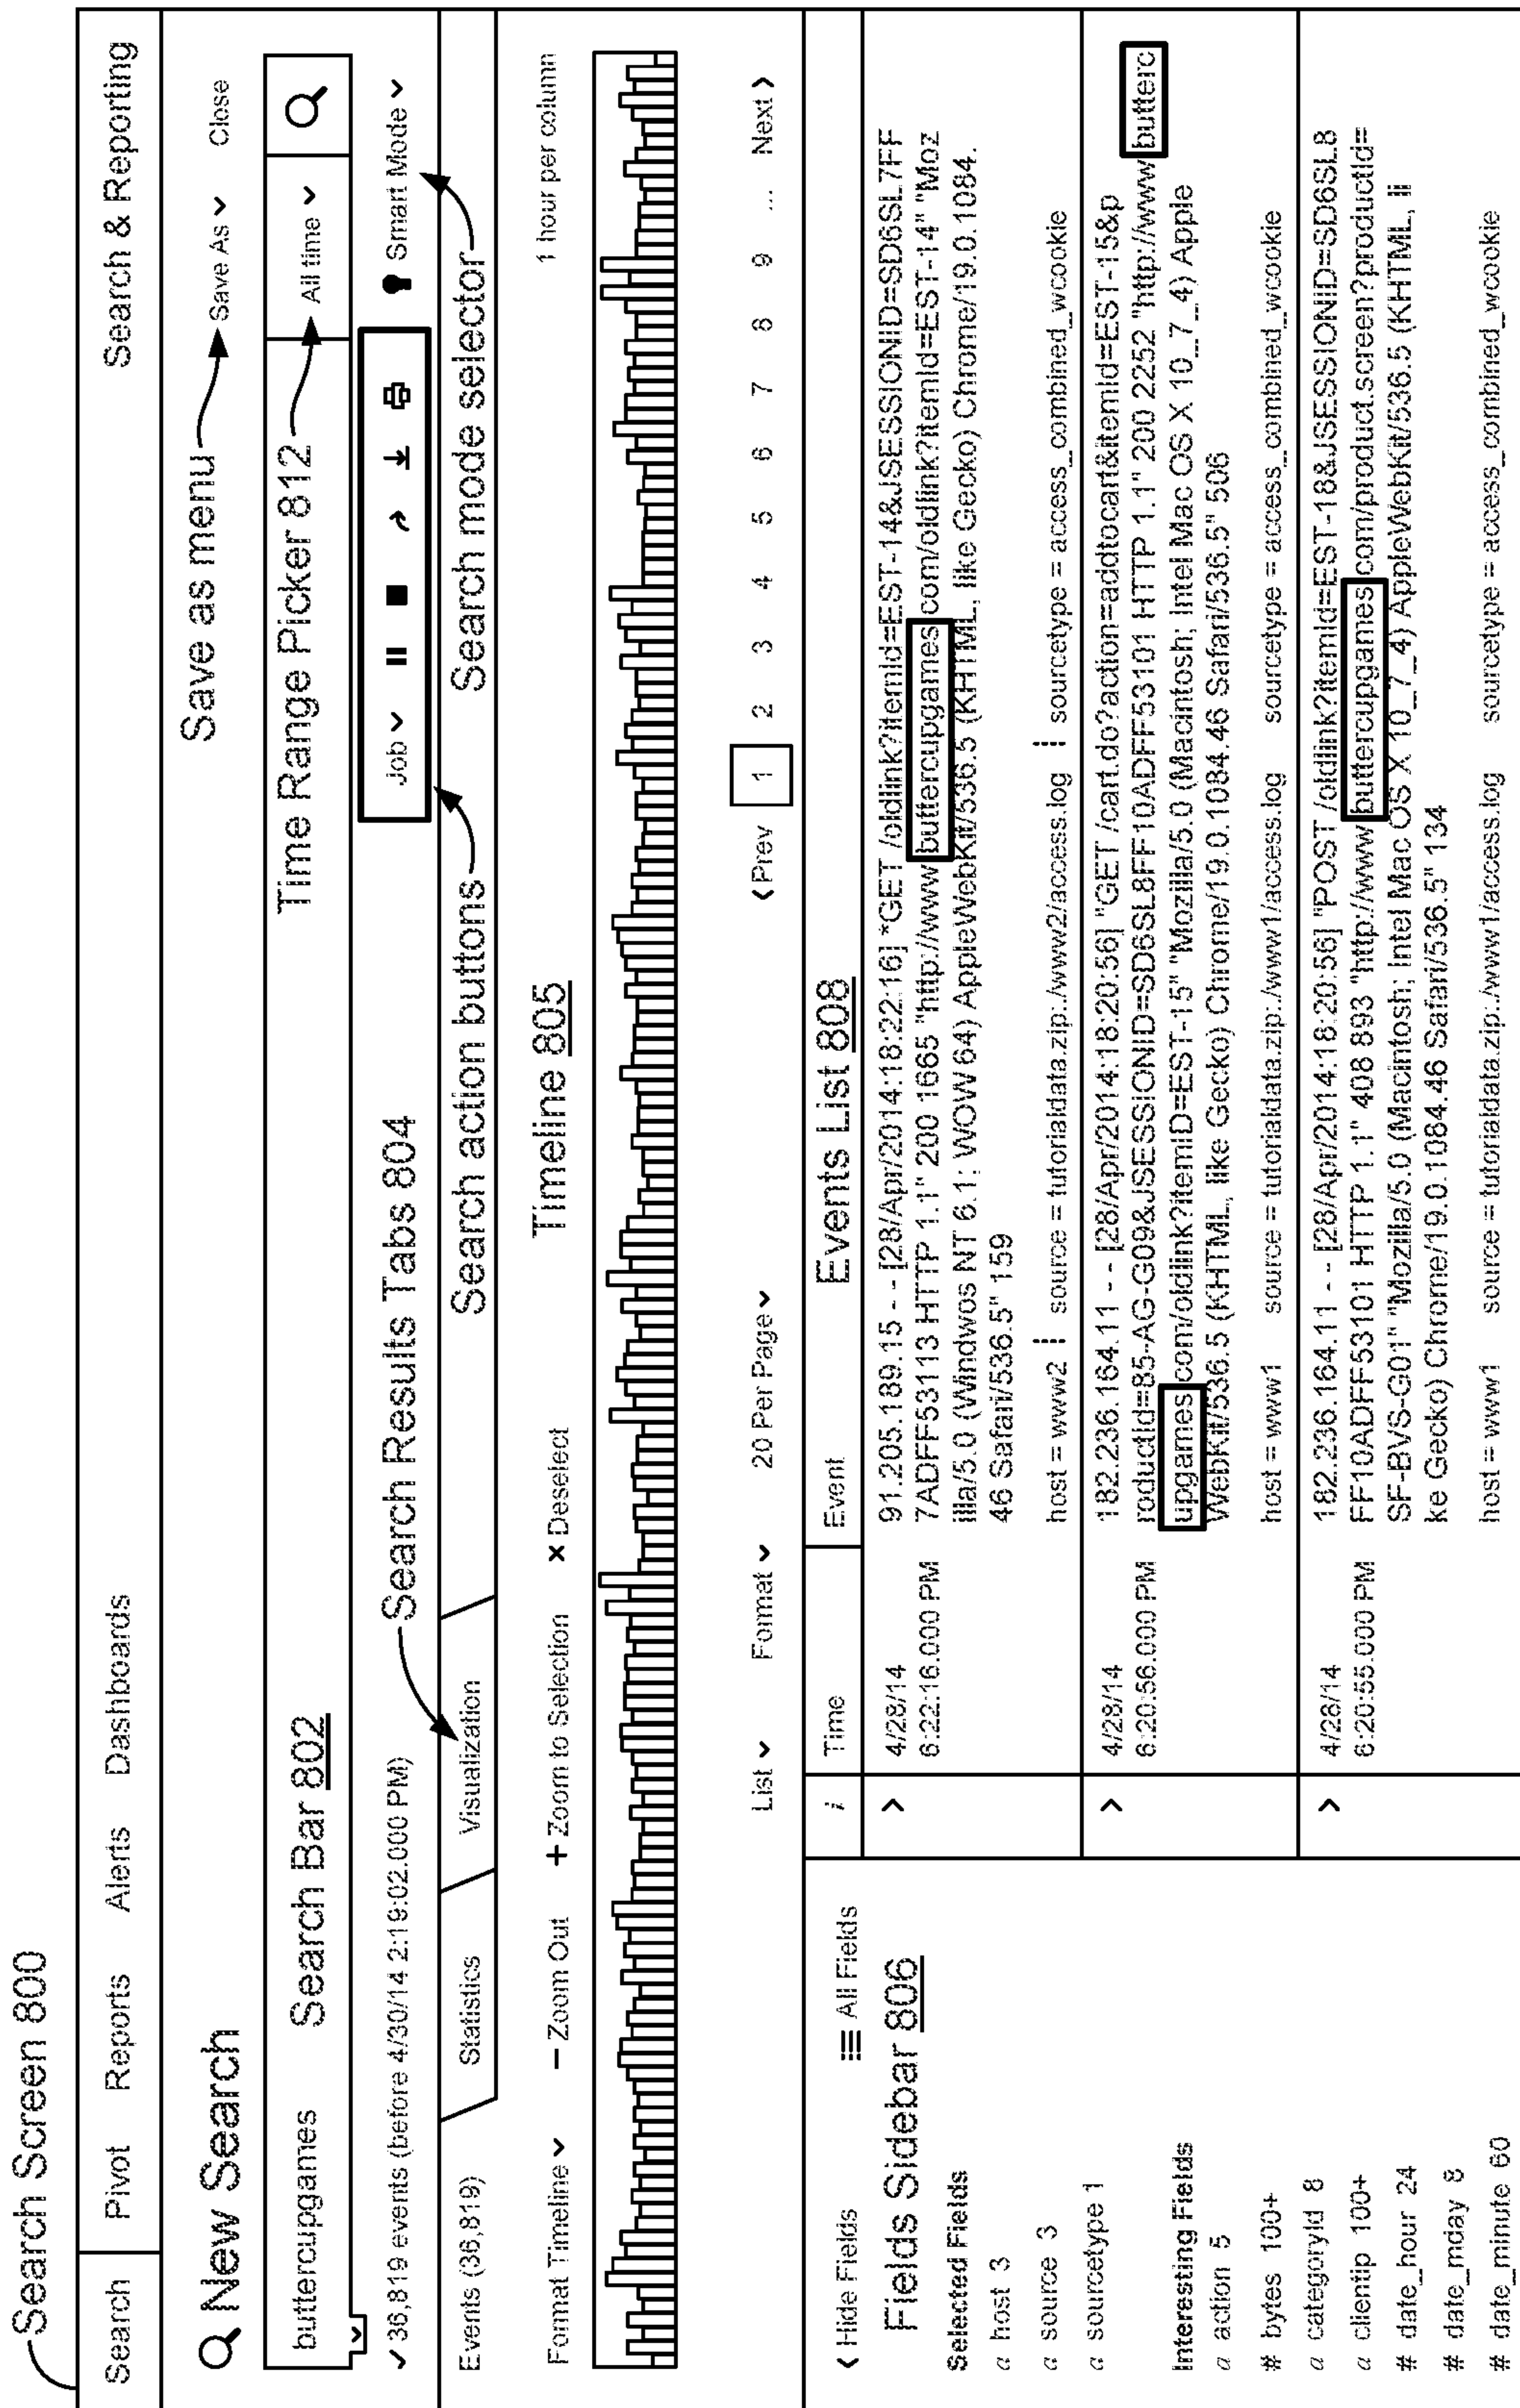 Search Screen 800
Search Pivot Reports Alerts Dashboards Search & Reporting
New Search
Save as menu
Save As Close
buttercupgames Search Bar 802
Time Range Picker 812
All time
36,819 events (before 4/30/14 2:19:02.000 PM)
Search Results Tabs 804
Job
Smart Mode
Events (36,819) Statistics Visualization
Search action buttons
Search mode selector
Format Timeline — Zoom Out + Zoom to Selection × Deselect
Timeline 805
1 hour per column
List Format 20 Per Page
< Prev 1 2 3 4 5 6 7 8 9 ... Next >
< Hide Fields All Fields
Fields Sidebar 806
Selected Fields
a host 3
a source 3
a sourcetype 1
Interesting Fields
a action 5
# bytes 100+
a categoryId 8
a clientip 100+
# date_hour 24
# date_mday 8
# date_minute 60
i Time Event
Events List 808
> 4/28/14
6:22:16.000 PM
91.205.189.15 - - [28/Apr/2014:18:22:16] "GET /oldlink?itemId=EST-14&JSESSIONID=SD6SL7FF
7ADFF53113 HTTP 1.1" 200 1665 "http://www buttercupgames com/oldlink?itemId=EST-14" "Moz
illa/5.0 (Windwos NT 6.1; WOW 64) AppleWebKit/536.5 (KHTML, like Gecko) Chrome/19.0.1084.
46 Safari/536.5" 159
host = www2 source = tutorialdata.zip:./www2/access.log sourcetype = access_combined_wcookie
> 4/28/14
6:20:56.000 PM
182.236.164.11 - - [28/Apr/2014:18:20:56] "GET /cart.do?action=addtocart&itemId=EST-15&p
roductId=85-AG-G09&JSESSIONID=SD6SL8FF10ADFF53101 HTTP 1.1" 200 2252 "http://www butterc
upgames com/oldlink?itemID=EST-15" "Mozilla/5.0 (Macintosh; Intel Mac OS X 10_7_4) Apple
WebKit/536.5 (KHTML, like Gecko) Chrome/19.0.1084.46 Safari/536.5" 506
host = www1 source = tutorialdata.zip:./www1/access.log sourcetype = access_combined_wcookie
> 4/28/14
6:20:55.000 PM
182.236.164.11 - - [28/Apr/2014:18:20:56] "POST /oldlink?itemId=EST-18&JSESSIONID=SD6SL8
FF10ADFF53101 HTTP 1.1" 408 893 "http://www buttercupgames com/product.screen?productId=
SF-BVS-G01" "Mozilla/5.0 (Macintosh; Intel Mac OS X 10_7_4) AppleWebKit/536.5 (KHTML, li
ke Gecko) Chrome/19.0.1084.46 Safari/536.5" 134
host = www1 source = tutorialdata.zip:./www1/access.log sourcetype = access_combined_wcookie